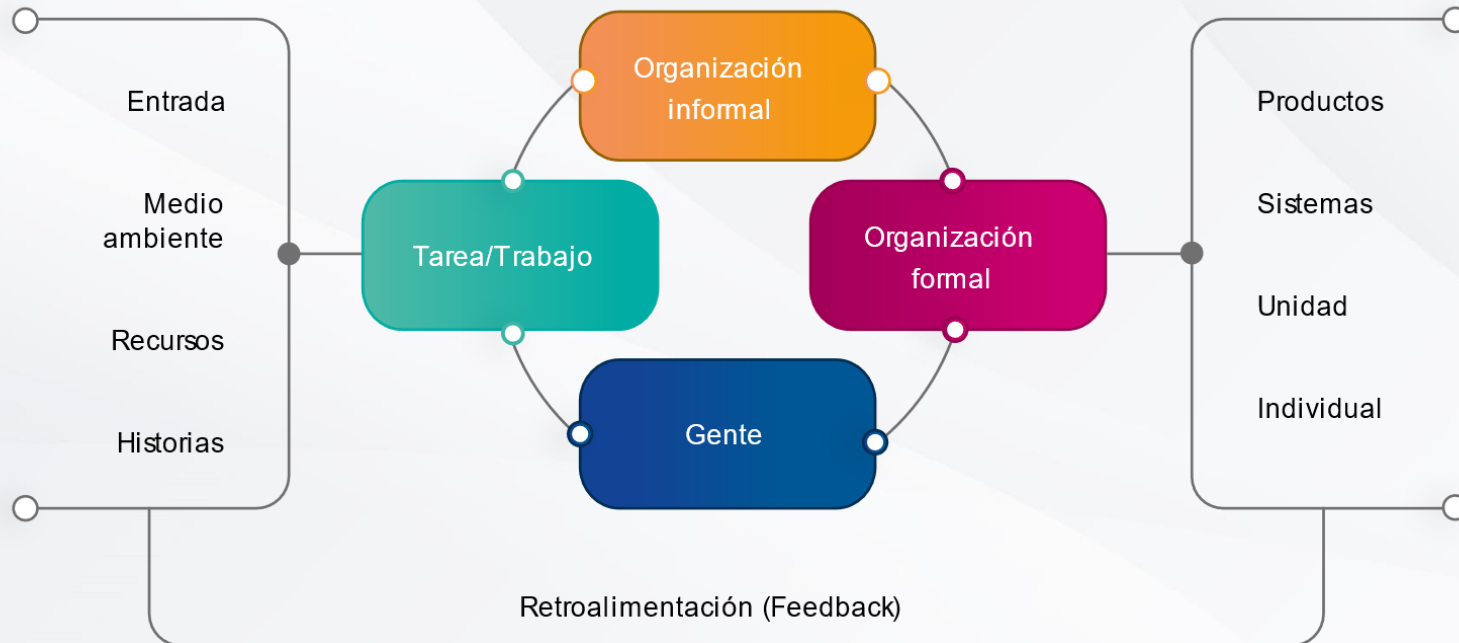 Entrada
Medio
ambiente
Recursos
Historias
Organización
informal
Tarea/Trabajo
Organización
formal
Gente
Productos
Sistemas
Unidad
Individual
Retroalimentación (Feedback)